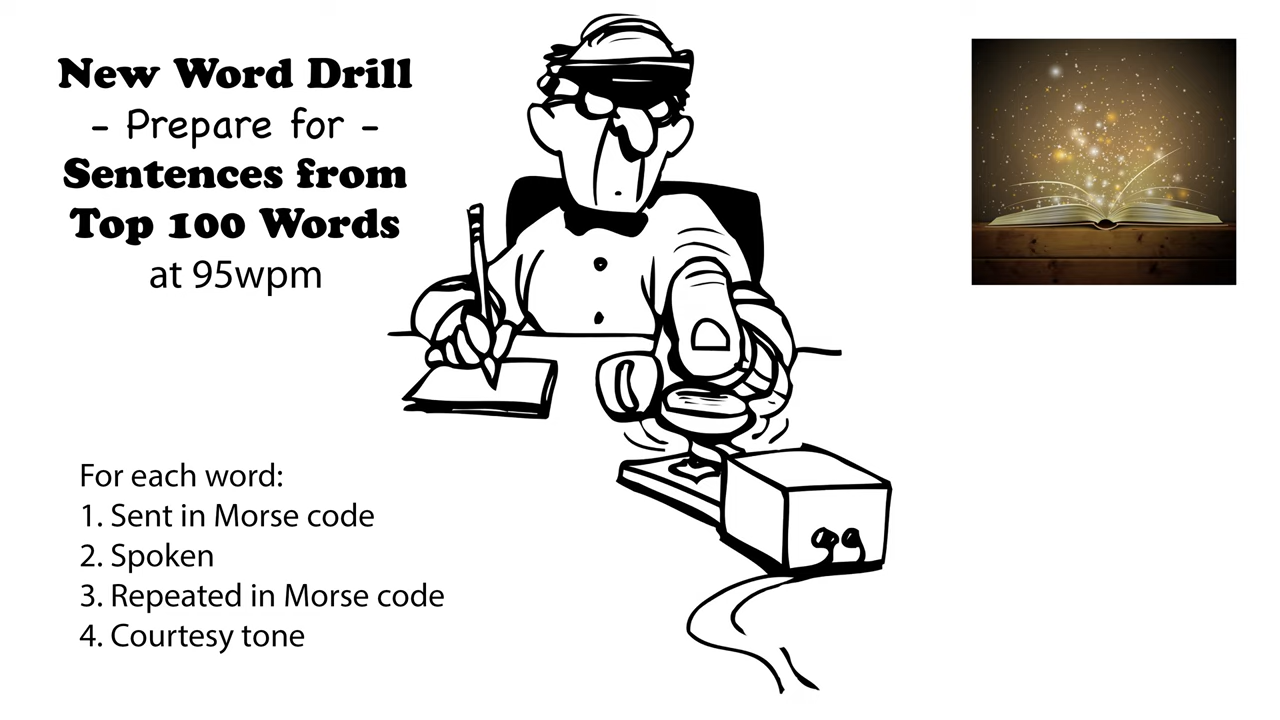 New Word Drill
- Prepare for -
Sentences from
Top 100 Words
at 95wpm
For each word:
1. Sent in Morse code
2. Spoken
3. Repeated in Morse code
4. Courtesy tone